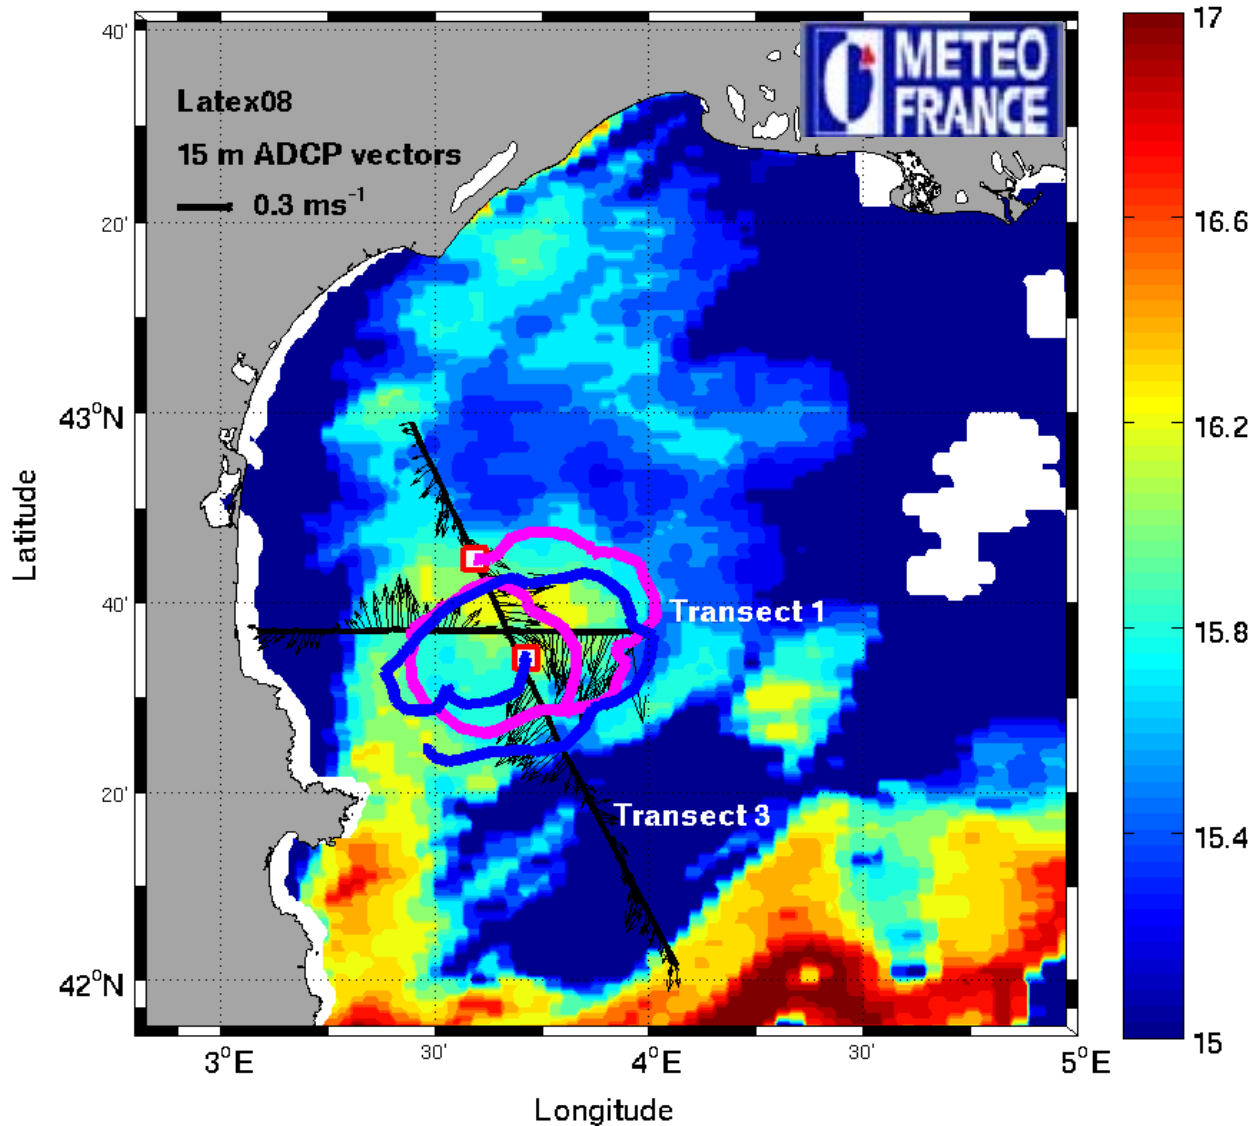 METEO
FRANCE
Latex08
15 m ADCP vectors
0.3 ms⁻¹
Transect 1
Transect 3
40'
20'
43°N
40'
20'
42°N
Latitude
3°E
30'
4°E
30'
5°E
Longitude
17
16.6
16.2
15.8
15.4
15